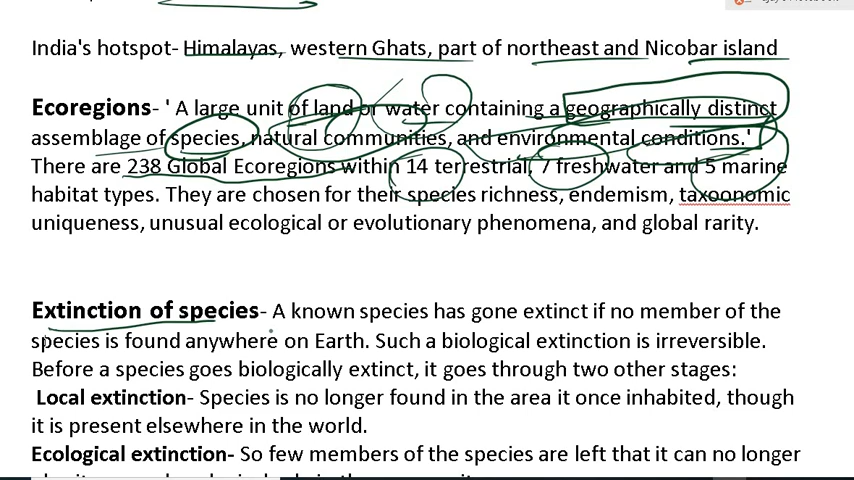 India's hotspot- Himalayas, western Ghats, part of northeast and Nicobar island
Ecoregions- ' A large unit of land or water containing a geographically distinct
assemblage of species, natural communities, and environmental conditions.'
There are 238 Global Ecoregions within 14 terrestrial, 7 freshwater and 5 marine
habitat types. They are chosen for their species richness, endemism, taxoonomic
uniqueness, unusual ecological or evolutionary phenomena, and global rarity.
Extinction of species- A known species has gone extinct if no member of the
species is found anywhere on Earth. Such a biological extinction is irreversible.
Before a species goes biologically extinct, it goes through two other stages:
Local extinction- Species is no longer found in the area it once inhabited, though
it is present elsewhere in the world.
Ecological extinction- So few members of the species are left that it can no longer